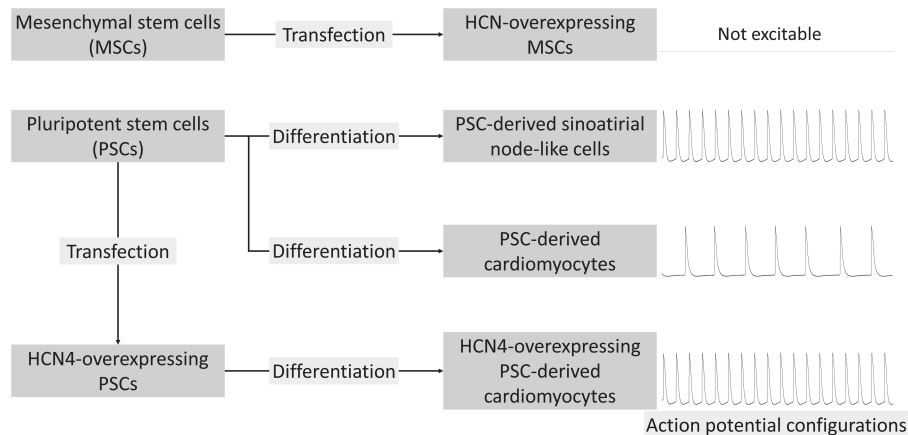 Mesenchymal stem cells
(MSCs)
Transfection
HCN-overexpressing
MSCs
Not excitable
Pluripotent stem cells
(PSCs)
Differentiation
PSC-derived sinoatirial
node-like cells
Transfection
Differentiation
PSC-derived
cardiomyocytes
HCN4-overexpressing
PSCs
Differentiation
HCN4-overexpressing
PSC-derived
cardiomyocytes
Action potential configurations